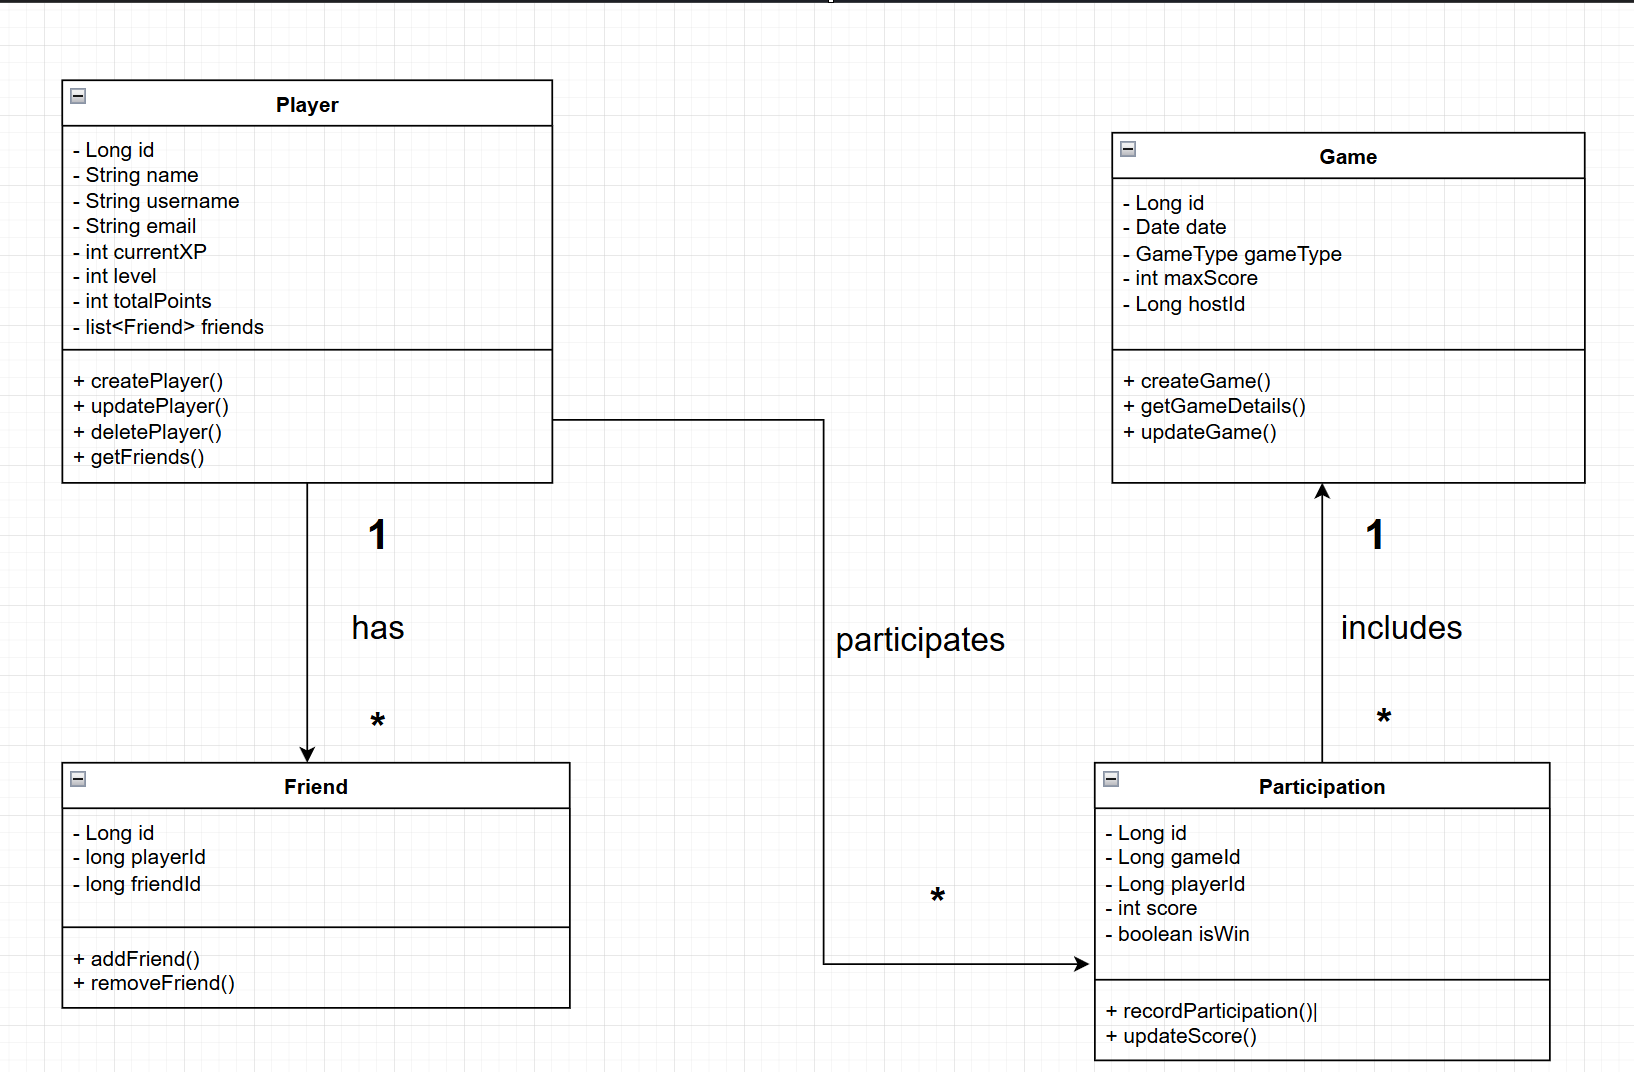 Player
- Long id
- String name
- String username
- String email
- int currentXP
- int level
- int totalPoints
- list<Friend> friends
+ createPlayer()
+ updatePlayer()
+ deletePlayer()
+ getFriends()
Game
- Long id
- Date date
- GameType gameType
- int maxScore
- Long hostId
+ createGame()
+ getGameDetails()
+ updateGame()
1
has
*
participates
*
1
includes
*
Friend
- Long id
- long playerId
- long friendId
+ addFriend()
+ removeFriend()
Participation
- Long id
- Long gameId
- Long playerId
- int score
- boolean isWin
+ recordParticipation()|
+ updateScore()